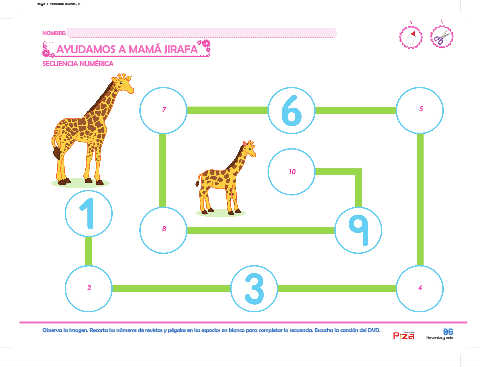 NOMBRE:
AYUDAMOS A MAMÁ JIRAFA
SECUENCIA NUMÉRICA
7
6
5
10
1
8
9
2
3
4
Observa la imagen. Recorta los números de revistas y pégalos en los espacios en blanco para completar la secuencia. Escucha la canción del DVD.
06